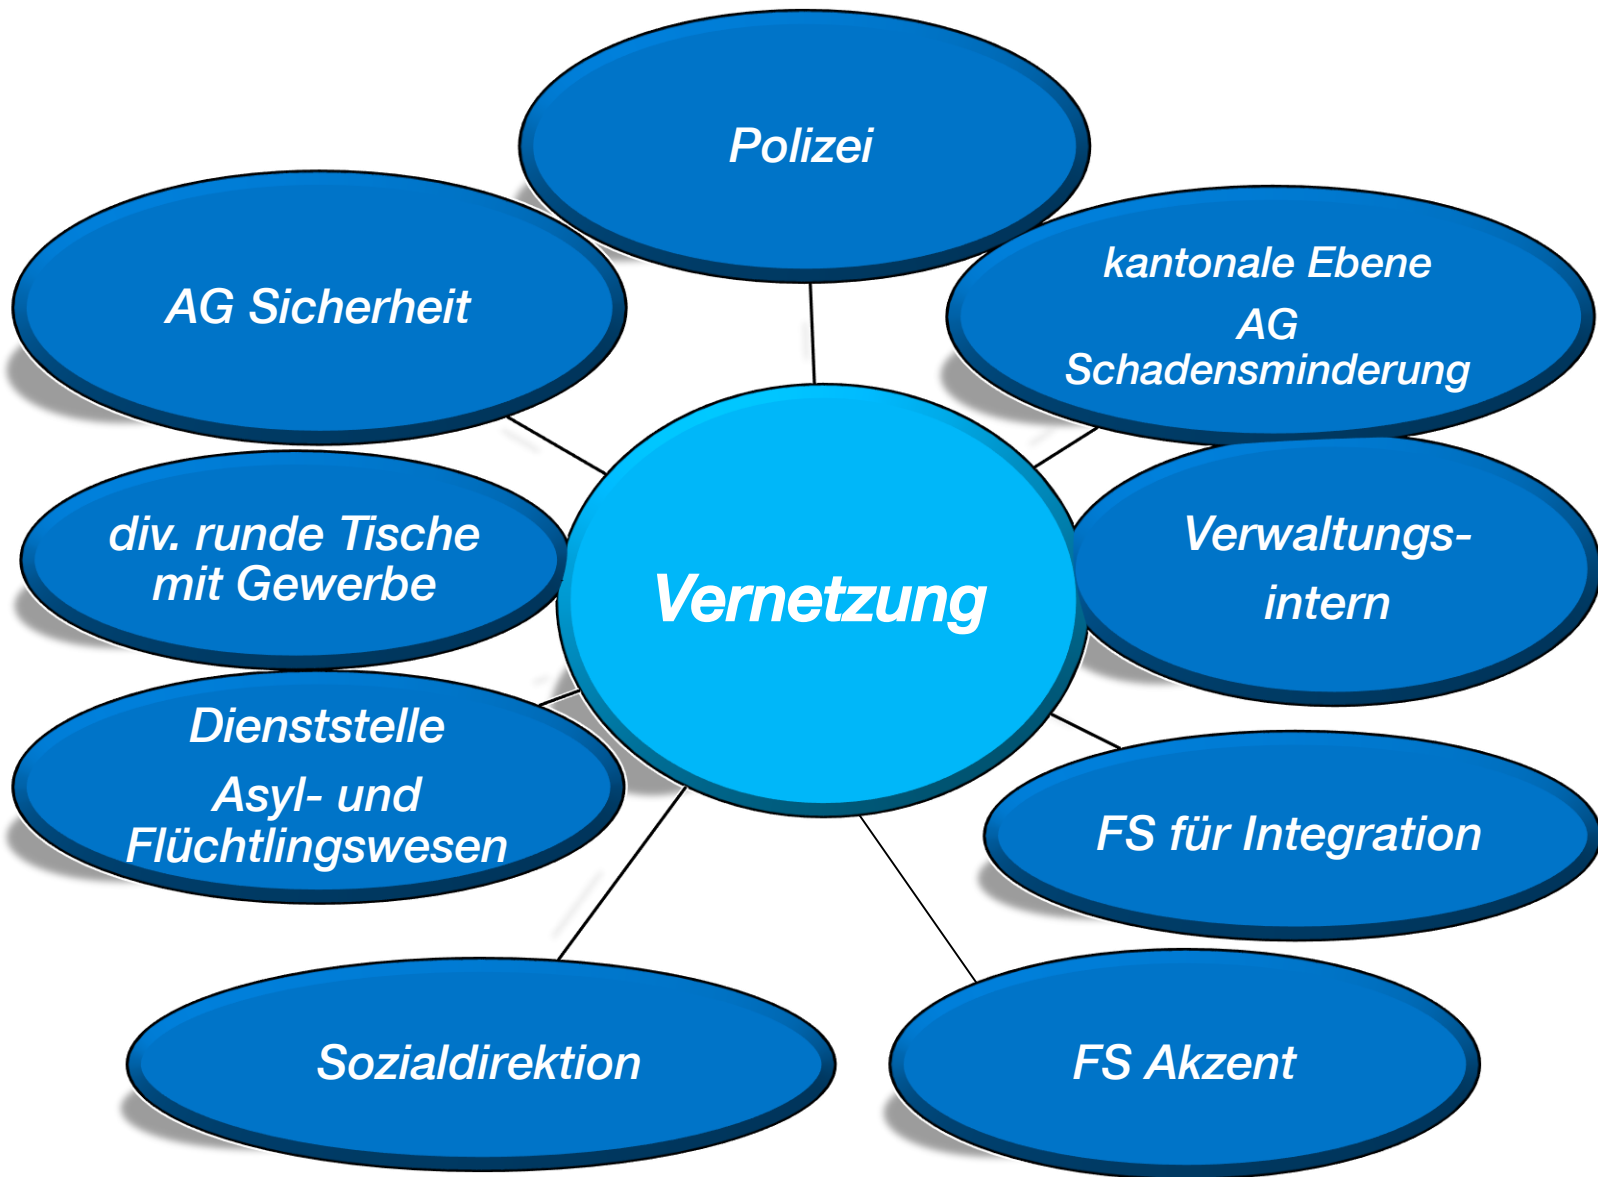 Polizei
AG Sicherheit
kantonale Ebene
AG
Schadensminderung
div. runde Tische
mit Gewerbe
Vernetzung
Verwaltungs-
intern
Dienststelle
Asyl- und
Flüchtlingswesen
FS für Integration
Sozialdirektion
FS Akzent